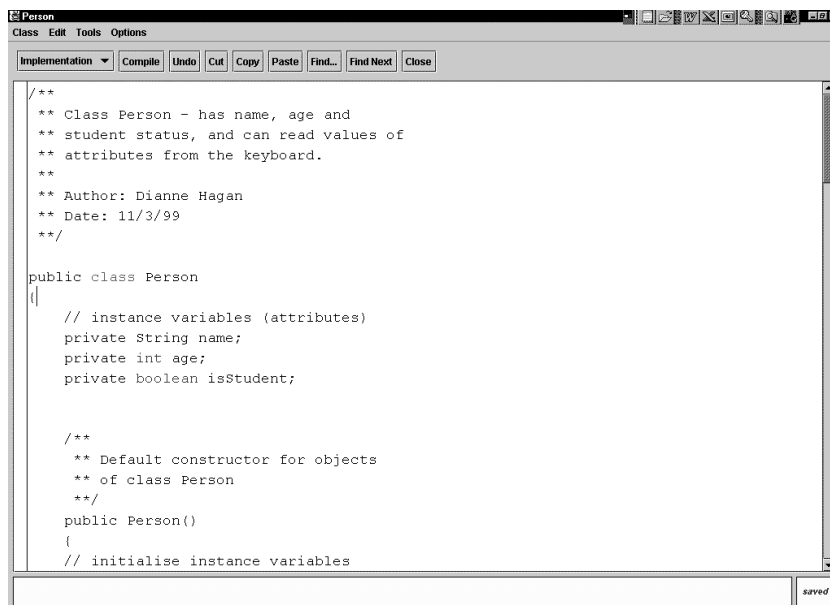 Person
Class Edit Tools Options
Implementation Compile Undo Cut Copy Paste Find... Find Next Close
/**
** Class Person - has name, age and
** student status, and can read values of
** attributes from the keyboard.
**
** Author: Dianne Hagan
** Date: 11/3/99
**/
public class Person
{
// instance variables (attributes)
private String name;
private int age;
private boolean isStudent;
/**
** Default constructor for objects
** of class Person
**/
public Person()
{
// initialise instance variables
saved